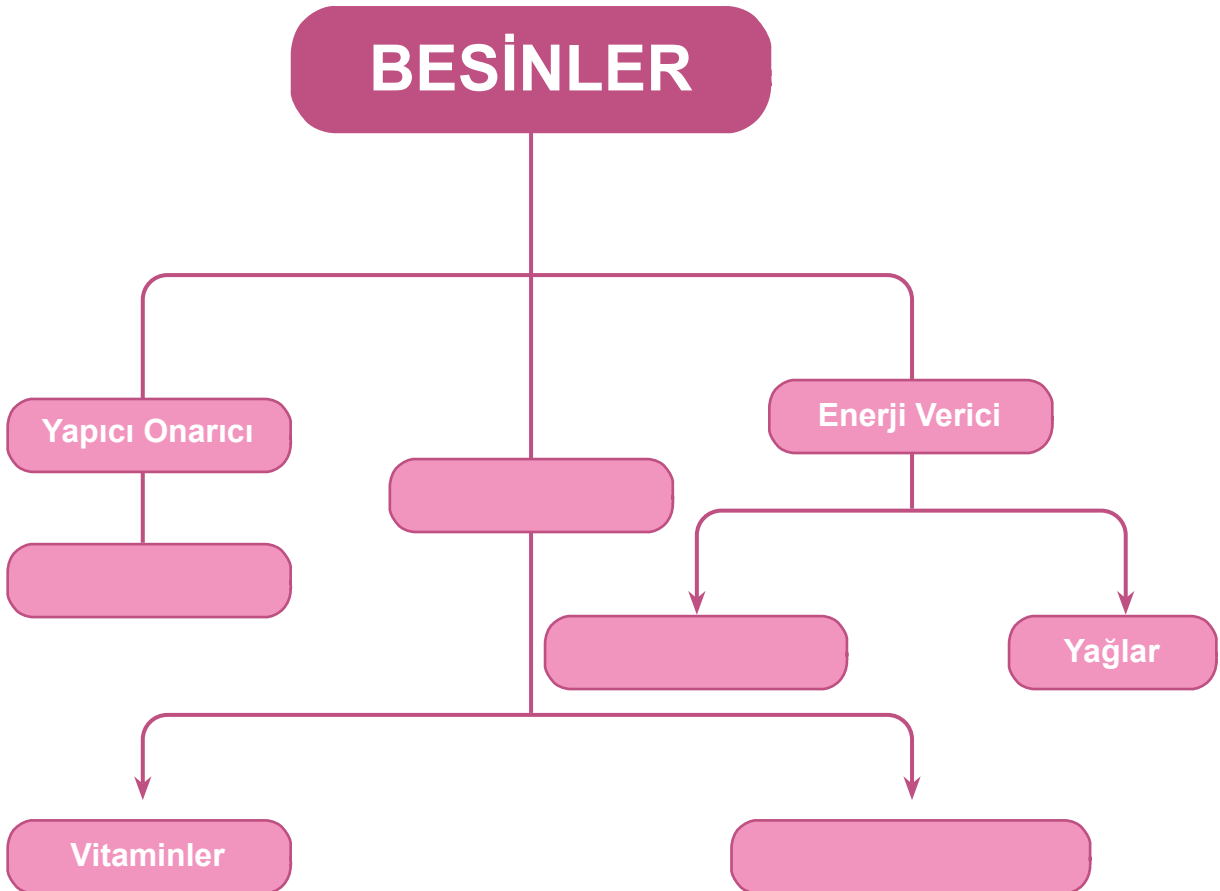 BESİNLER
Yapıcı Onarıcı
Enerji Verici
Yağlar
Vitaminler